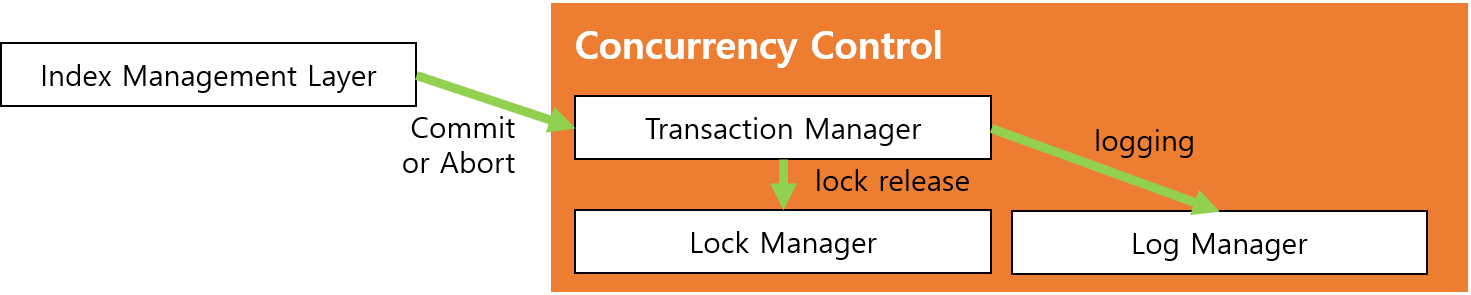 Concurrency Control
Index Management Layer
Commit
or Abort
Transaction Manager
logging
lock release
Lock Manager
Log Manager